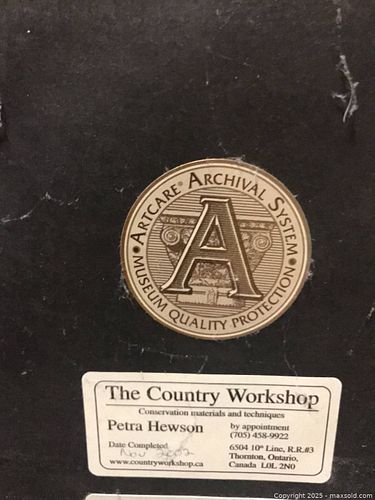 ARTCARE® ARCHIVAL SYSTEM
A
• MUSEUM QUALITY PROTECTION •
The Country Workshop
Conservation materials and techniques
Petra Hewson by appointment
(705) 458-9922
Date Completed 6504 10th Line, R.R.#3
Nov 2002 Thornton, Ontario,
www.countryworkshop.ca Canada L0L 2N0
Copyright 2025 - maxsold.com